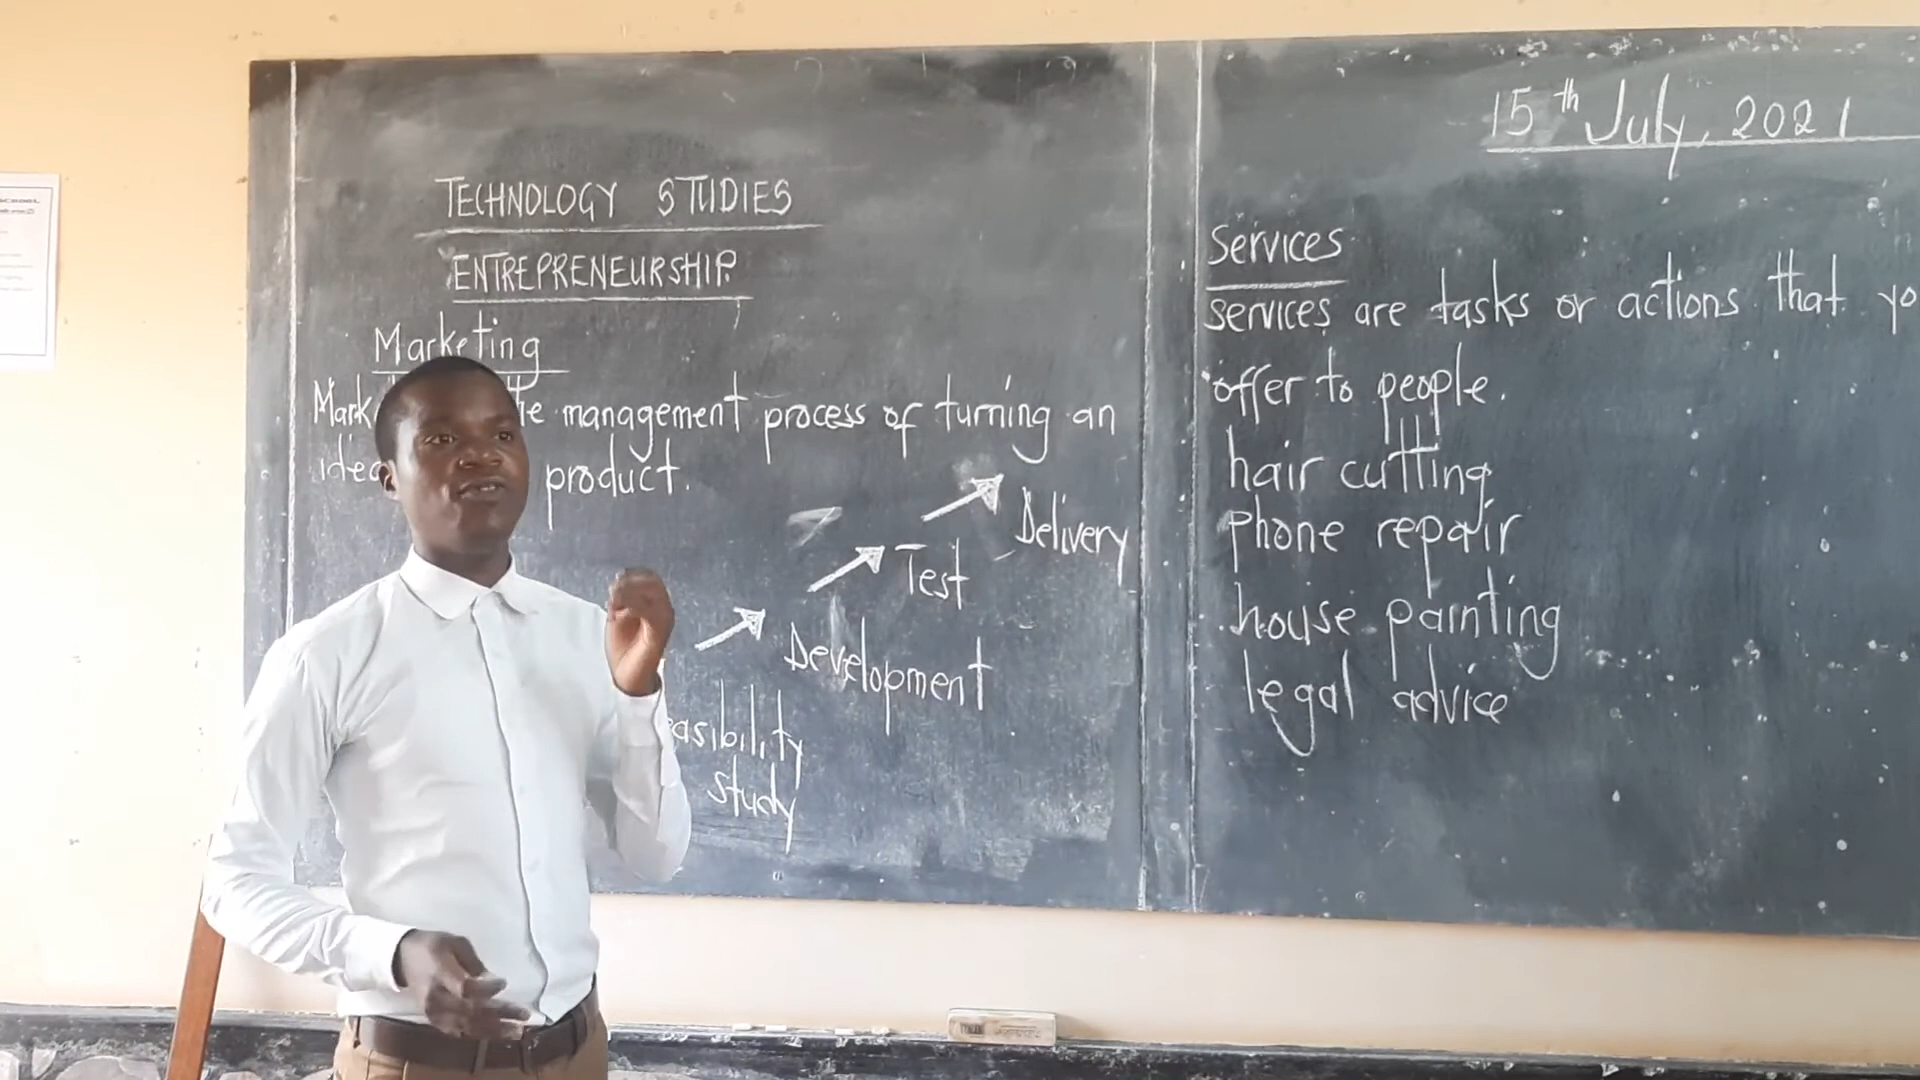 TECHNOLOGY STUDIES
ENTREPRENEURSHIP
Marketing
Mark he management process of turning an
idea product.
Delivery
Test
Development
easibility
Study
15th July, 2021
Services
services are tasks or actions that yo
offer to people.
hair cutting
phone repair
house painting
legal advice